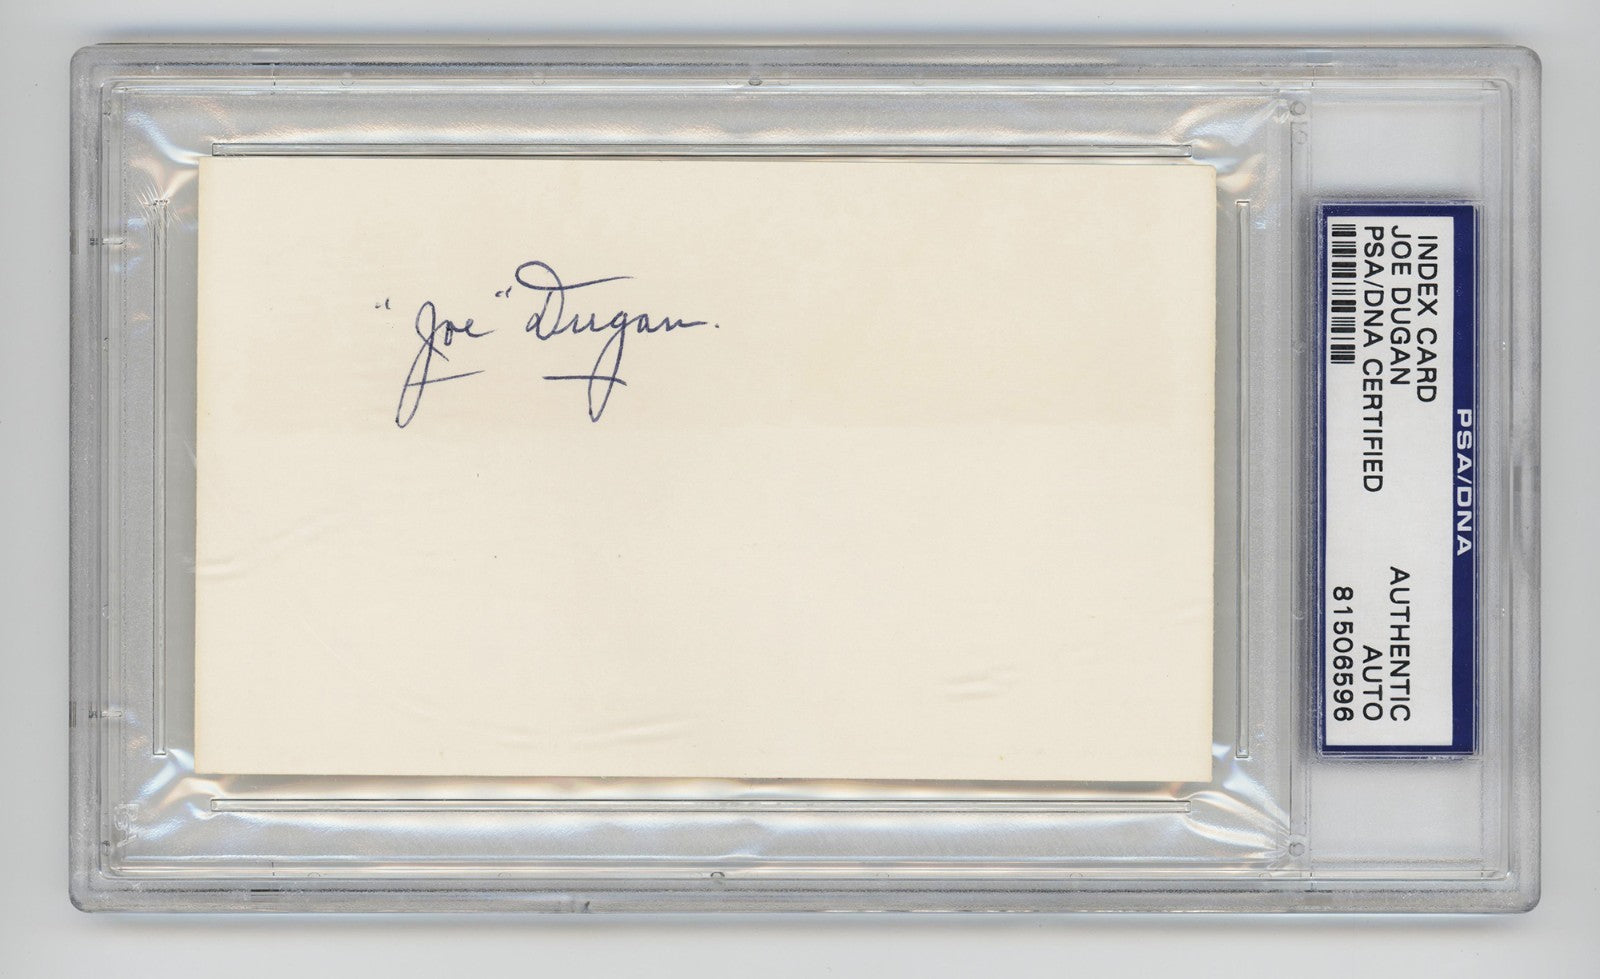 "Joe" Dugan.
PSA/DNA
INDEX CARD
JOE DUGAN
AUTHENTIC
PSA/DNA CERTIFIED
AUTO
81506596